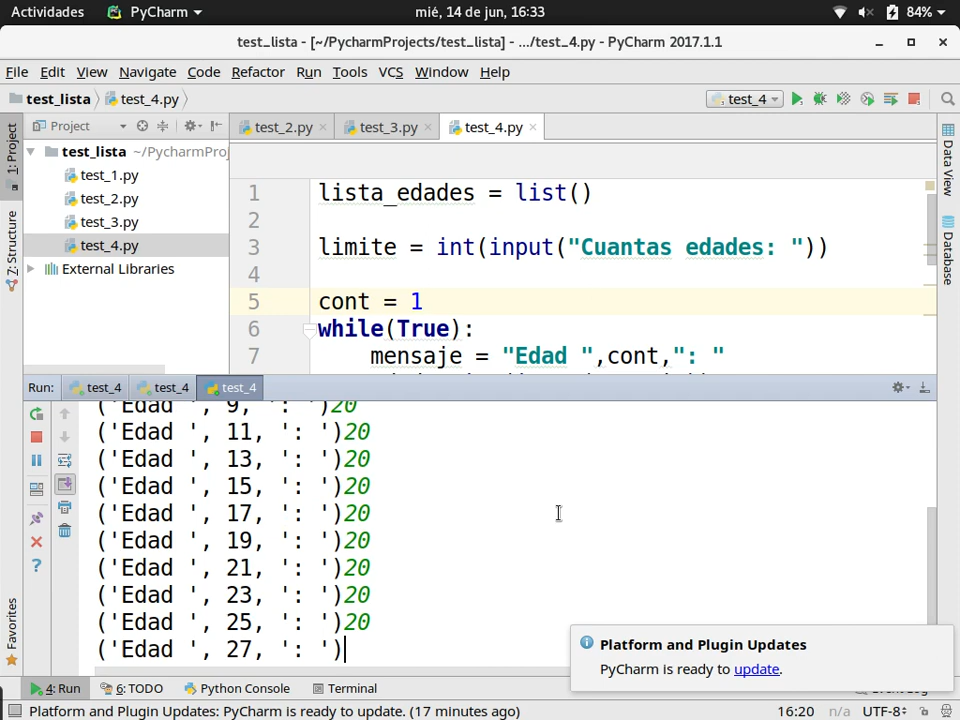 Actividades PyCharm mié, 14 de jun, 16:33 84%
test_lista - [~/PycharmProjects/test_lista] - .../test_4.py - PyCharm 2017.1.1
File Edit View Navigate Code Refactor Run Tools VCS Window Help
test_lista test_4.py test_4
1: Project
7: Structure
Favorites
Project
test_lista ~/PycharmProj
test_1.py
test_2.py
test_3.py
test_4.py
External Libraries
test_2.py test_3.py test_4.py
1 lista_edades = list()
2
3 limite = int(input("Cuantas edades: "))
4
5 cont = 1
6 while(True):
7 mensaje = "Edad ",cont,": "
Data View
Database
Run: test_4 test_4 test_4
('Edad ', 9, ': ')20
('Edad ', 11, ': ')20
('Edad ', 13, ': ')20
('Edad ', 15, ': ')20
('Edad ', 17, ': ')20
('Edad ', 19, ': ')20
('Edad ', 21, ': ')20
('Edad ', 23, ': ')20
('Edad ', 25, ': ')20
('Edad ', 27, ': ')
Platform and Plugin Updates
PyCharm is ready to update.
4: Run 6: TODO Python Console Terminal
Platform and Plugin Updates: PyCharm is ready to update. (17 minutes ago) 16:20 n/a UTF-8